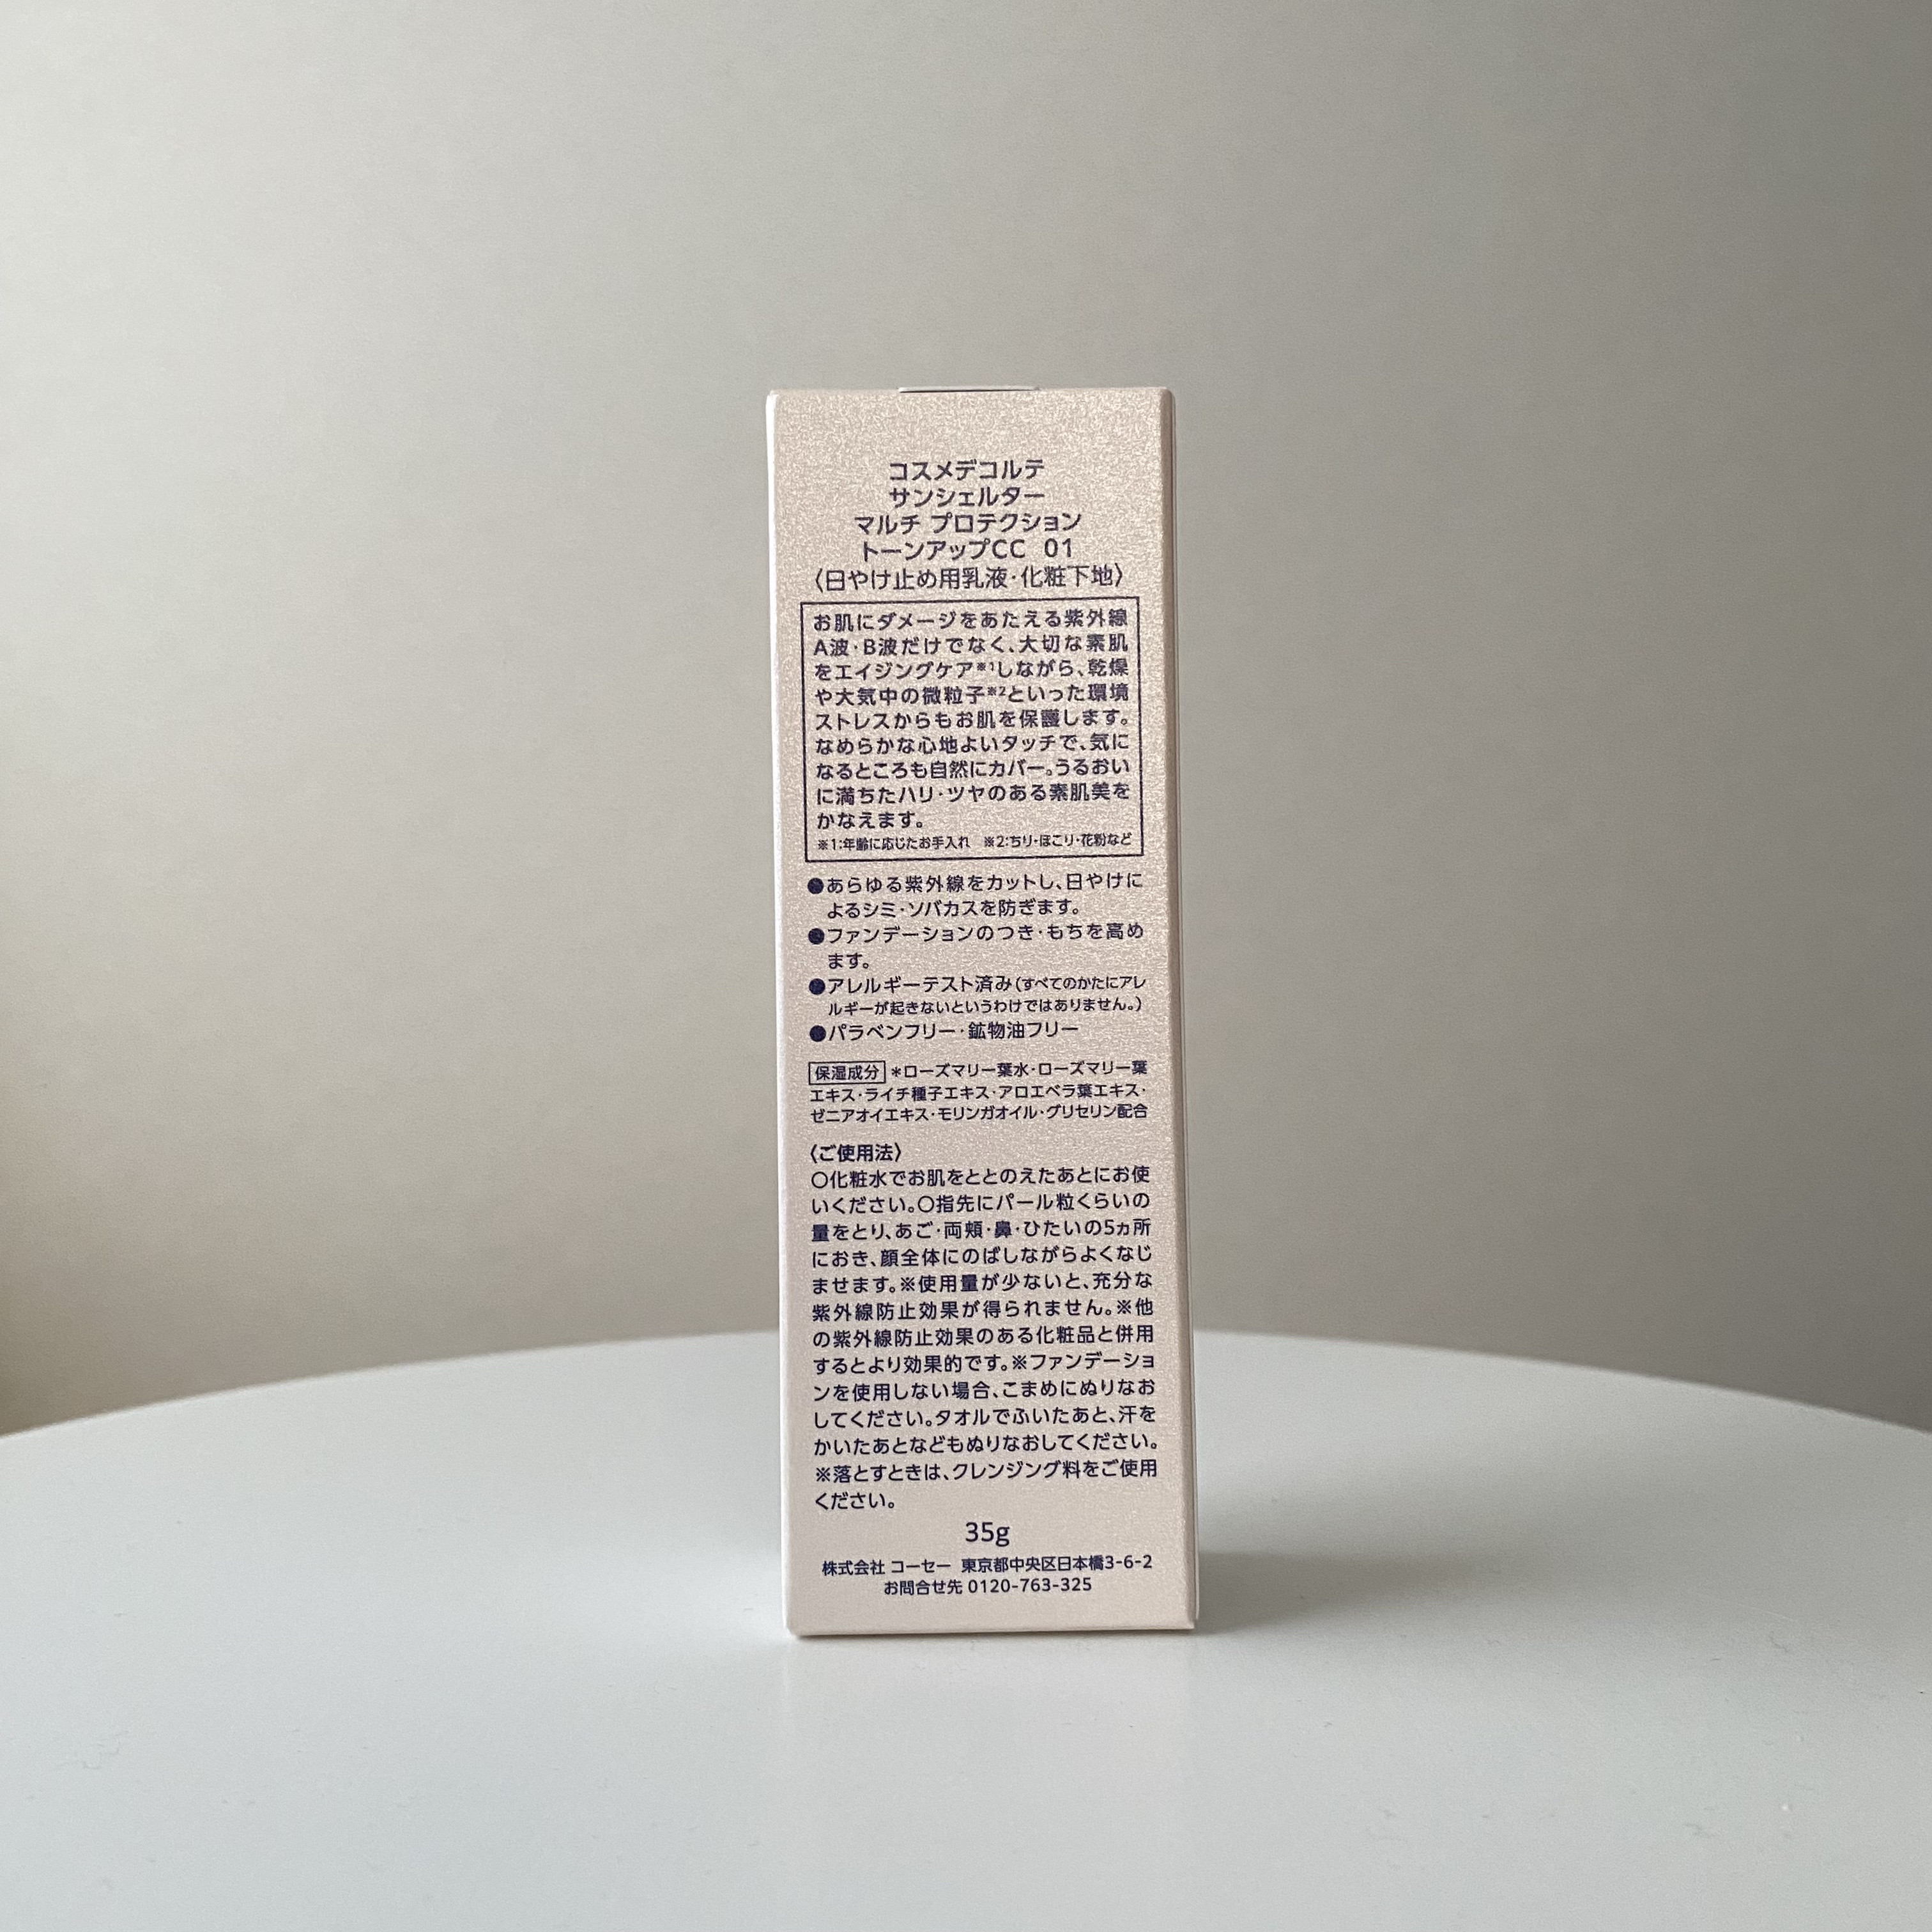 コスメデコルテ
サンシェルター
マルチ プロテクション
トーンアップCC 01
〈日やけ止め用乳液・化粧下地〉
お肌にダメージをあたえる紫外線
A波・B波だけでなく、大切な素肌
をエイジングケア※1しながら、乾燥
や大気中の微粒子※2といった環境
ストレスからもお肌を保護します。
なめらかな心地よいタッチで、気に
なるところも自然にカバー。うるおい
に満ちたハリ・ツヤのある素肌美を
かなえます。
※1:年齢に応じたお手入れ ※2:ちり・ほこり・花粉など
●あらゆる紫外線をカットし、日やけに
よるシミ・ソバカスを防ぎます。
●ファンデーションのつき・もちを高め
ます。
●アレルギーテスト済み(すべてのかたにアレ
ルギーが起きないというわけではありません。)
●パラベンフリー・鉱物油フリー
保湿成分 *ローズマリー葉水・ローズマリー葉
エキス・ライチ種子エキス・アロエベラ葉エキス・
ゼニアオイエキス・モリンガオイル・グリセリン配合
〈ご使用法〉
○化粧水でお肌をととのえたあとにお使
いください。○指先にパール粒くらいの
量をとり、あご・両頬・鼻・ひたいの5ヵ所
におき、顔全体にのばしながらよくなじ
ませます。※使用量が少ないと、充分な
紫外線防止効果が得られません。※他
の紫外線防止効果のある化粧品と併用
するとより効果的です。※ファンデーショ
ンを使用しない場合、こまめにぬりなお
してください。タオルでふいたあと、汗を
かいたあとなどもぬりなおしてください。
※落とすときは、クレンジング料をご使用
ください。
35g
株式会社 コーセー 東京都中央区日本橋3-6-2
お問合せ先 0120-763-325